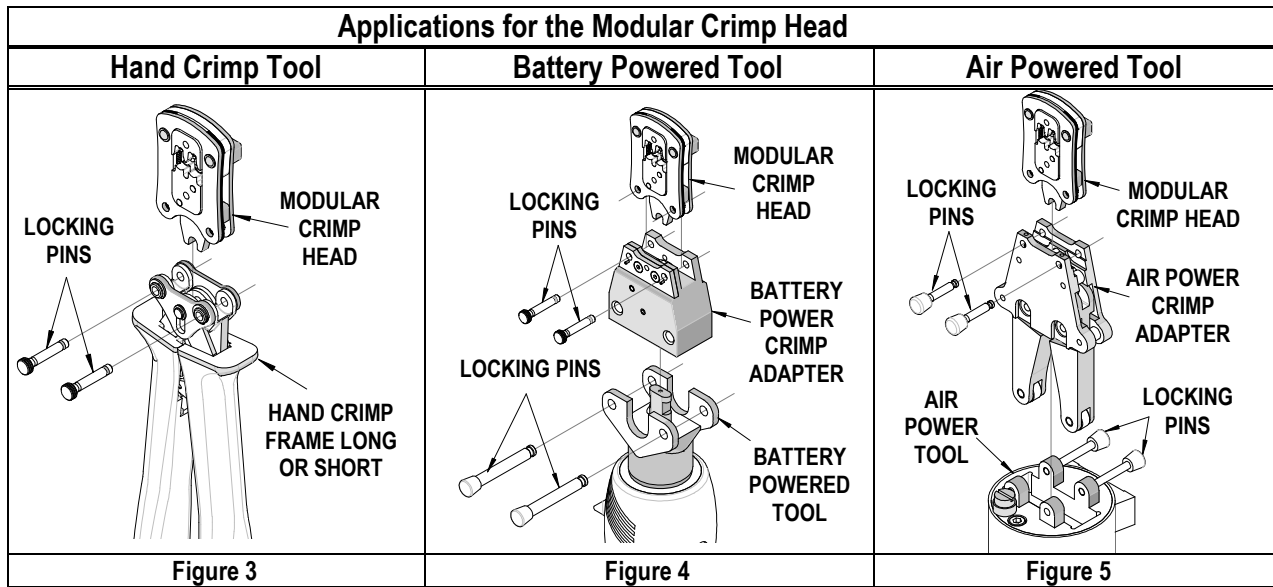 Applications for the Modular Crimp Head
Hand Crimp Tool
Battery Powered Tool
Air Powered Tool
LOCKING
PINS
MODULAR
CRIMP
HEAD
HAND CRIMP
FRAME LONG
OR SHORT
LOCKING
PINS
MODULAR
CRIMP
HEAD
BATTERY
POWER
CRIMP
ADAPTER
LOCKING PINS
BATTERY
POWERED
TOOL
LOCKING
PINS
MODULAR
CRIMP HEAD
AIR POWER
CRIMP
ADAPTER
AIR
POWER
TOOL
LOCKING
PINS
Figure 3
Figure 4
Figure 5